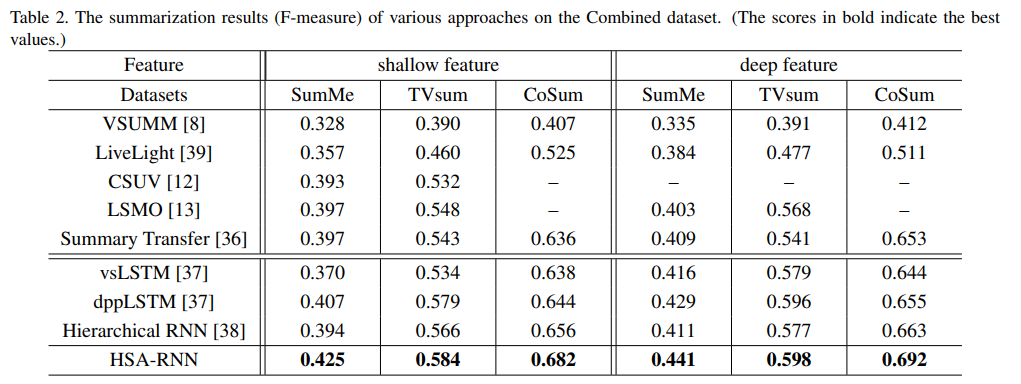 Table 2. The summarization results (F-measure) of various approaches on the Combined dataset. (The scores in bold indicate the best
values.)
Feature shallow feature deep feature
Datasets SumMe TVsum CoSum SumMe TVsum CoSum
VSUMM [8] 0.328 0.390 0.407 0.335 0.391 0.412
LiveLight [39] 0.357 0.460 0.525 0.384 0.477 0.511
CSUV [12] 0.393 0.532 – – – –
LSMO [13] 0.397 0.548 – 0.403 0.568 –
Summary Transfer [36] 0.397 0.543 0.636 0.409 0.541 0.653
vsLSTM [37] 0.370 0.534 0.638 0.416 0.579 0.644
dppLSTM [37] 0.407 0.579 0.644 0.429 0.596 0.655
Hierarchical RNN [38] 0.394 0.566 0.656 0.411 0.577 0.663
HSA-RNN 0.425 0.584 0.682 0.441 0.598 0.692